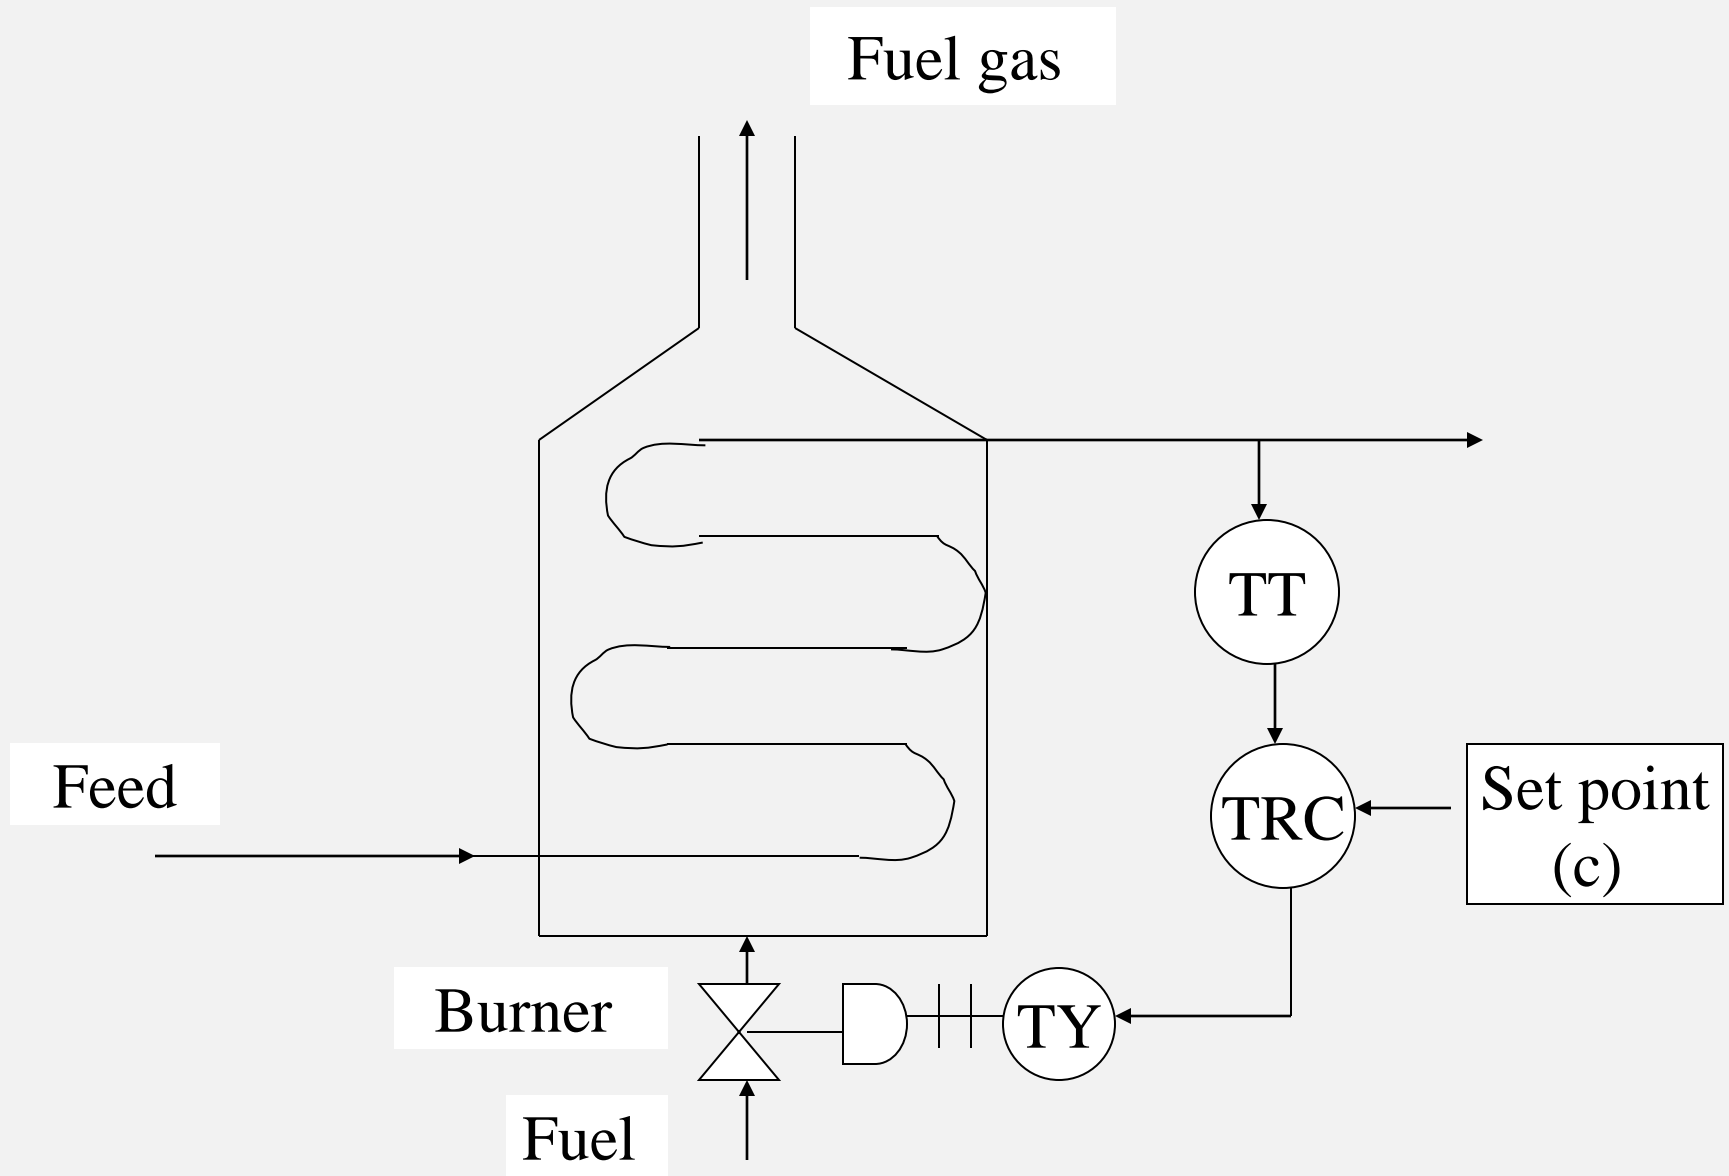 Fuel gas
TT
Feed
TRC
Set point
(c)
Burner
TY
Fuel